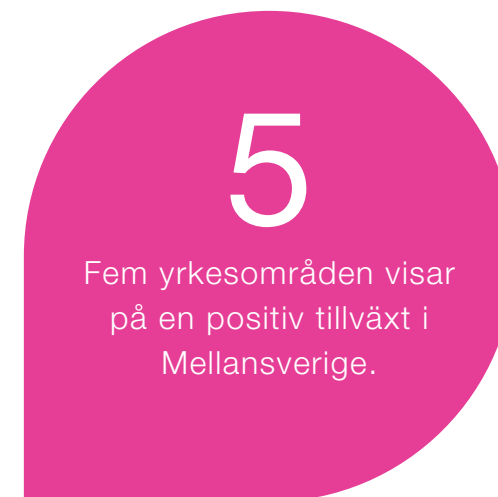 5
Fem yrkesområden visar
på en positiv tillväxt i
Mellansverige.